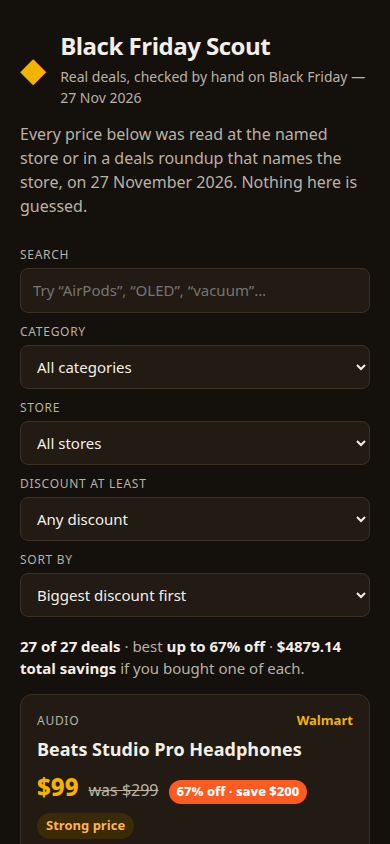 Black Friday Scout
Real deals, checked by hand on Black Friday —
27 Nov 2026
Every price below was read at the named
store or in a deals roundup that names the
store, on 27 November 2026. Nothing here is
guessed.
SEARCH
Try “AirPods”, “OLED”, “vacuum”…
CATEGORY
All categories
STORE
All stores
DISCOUNT AT LEAST
Any discount
SORT BY
Biggest discount first
27 of 27 deals · best up to 67% off · $4879.14
total savings if you bought one of each.
AUDIO Walmart
Beats Studio Pro Headphones
$99 was $299 67% off · save $200
Strong price